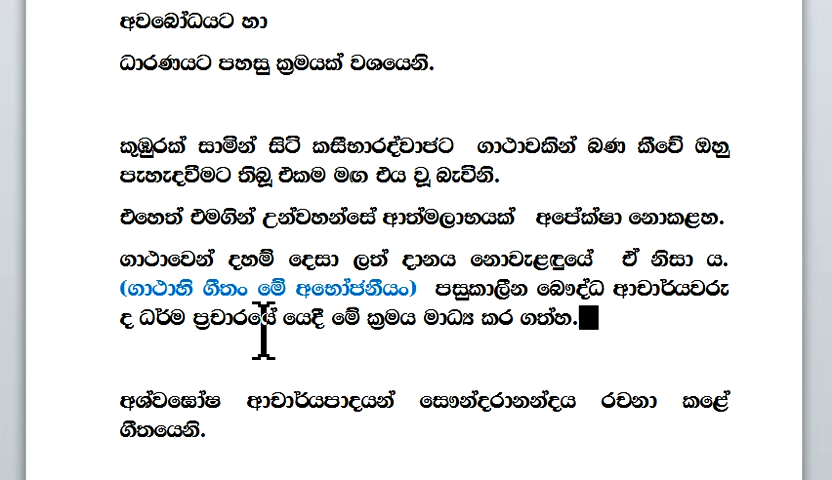 අවබෝධයට හා
ධාරණයට පහසු ක්‍රමයක් වශයෙනි.
කුඹුරක් සාමින් සිටි කසීභාරද්වාජට ගාථාවකින් බණ කීවේ ඔහු
පැහැදවීමට තිබූ එකම මඟ එය වූ බැවිනි.
එහෙත් එමගින් උන්වහන්සේ ආත්මලාභයක් අපේක්ෂා නොකළහ.
ගාථාවෙන් දහම් දෙසා ලත් දානය නොවැළඳුයේ ඒ නිසා ය.
(ගාථාභි ගීතං මේ අභෝජනීයං) පසුකාලීන බෞද්ධ ආචාර්යවරු
ද ධර්ම ප්‍රචාරයේ යෙදී මේ ක්‍රමය මාධ්‍ය කර ගත්හ.
අශ්වඝෝෂ ආචාර්යපාදයන් සෞන්දරානන්දය රචනා කළේ
ගීතයෙනි.